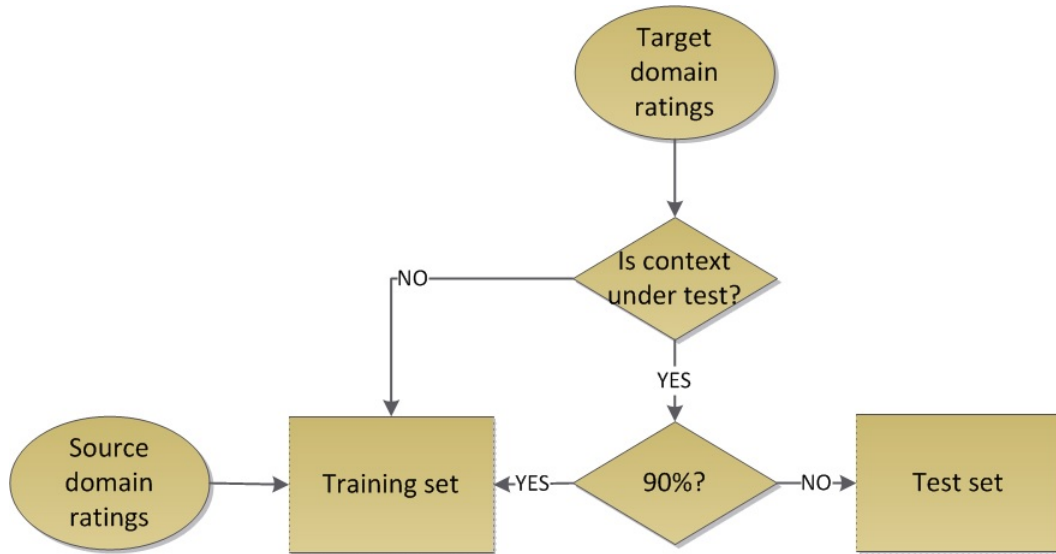 Target
domain
ratings
Is context
under test?
NO
YES
Source
domain
ratings
Training set
YES
90%?
NO
Test set